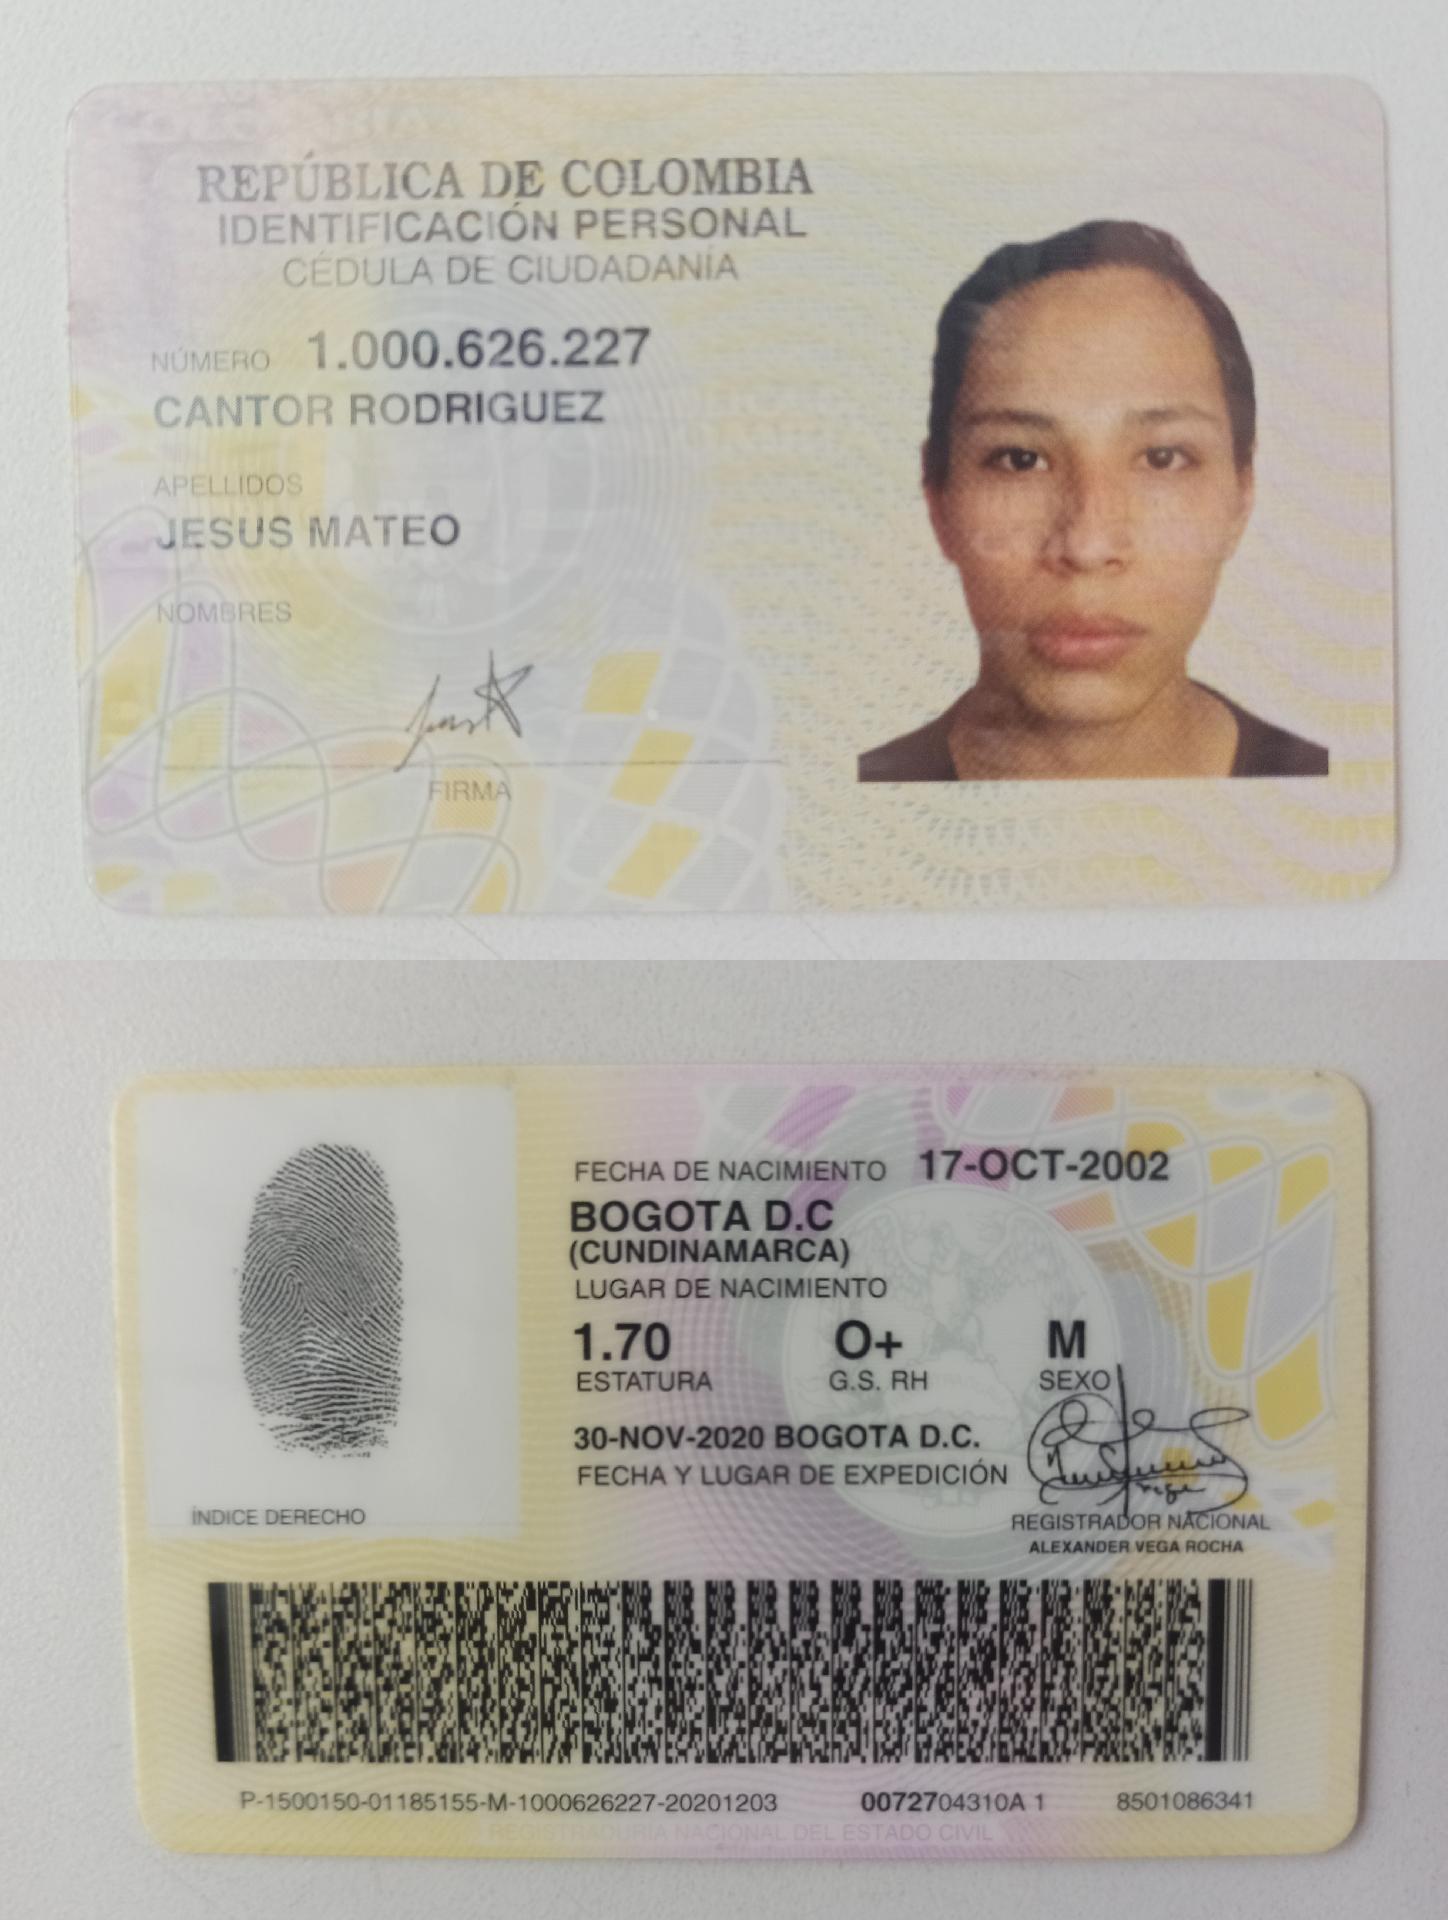 REPÚBLICA DE COLOMBIA
IDENTIFICACIÓN PERSONAL
CÉDULA DE CIUDADANÍA
NÚMERO 1.000.626.227
CANTOR RODRIGUEZ
APELLIDOS
JESUS MATEO
NOMBRES
FIRMA
FECHA DE NACIMIENTO 17-OCT-2002
BOGOTA D.C
(CUNDINAMARCA)
LUGAR DE NACIMIENTO
1.70 O+ M
ESTATURA G.S. RH SEXO
30-NOV-2020 BOGOTA D.C.
FECHA Y LUGAR DE EXPEDICIÓN
ÍNDICE DERECHO
REGISTRADOR NACIONAL
ALEXANDER VEGA ROCHA
P-1500150-01185155-M-1000626227-20201203 0072704310A 1 8501086341
REGISTRADURIA NACIONAL DEL ESTADO CIVIL